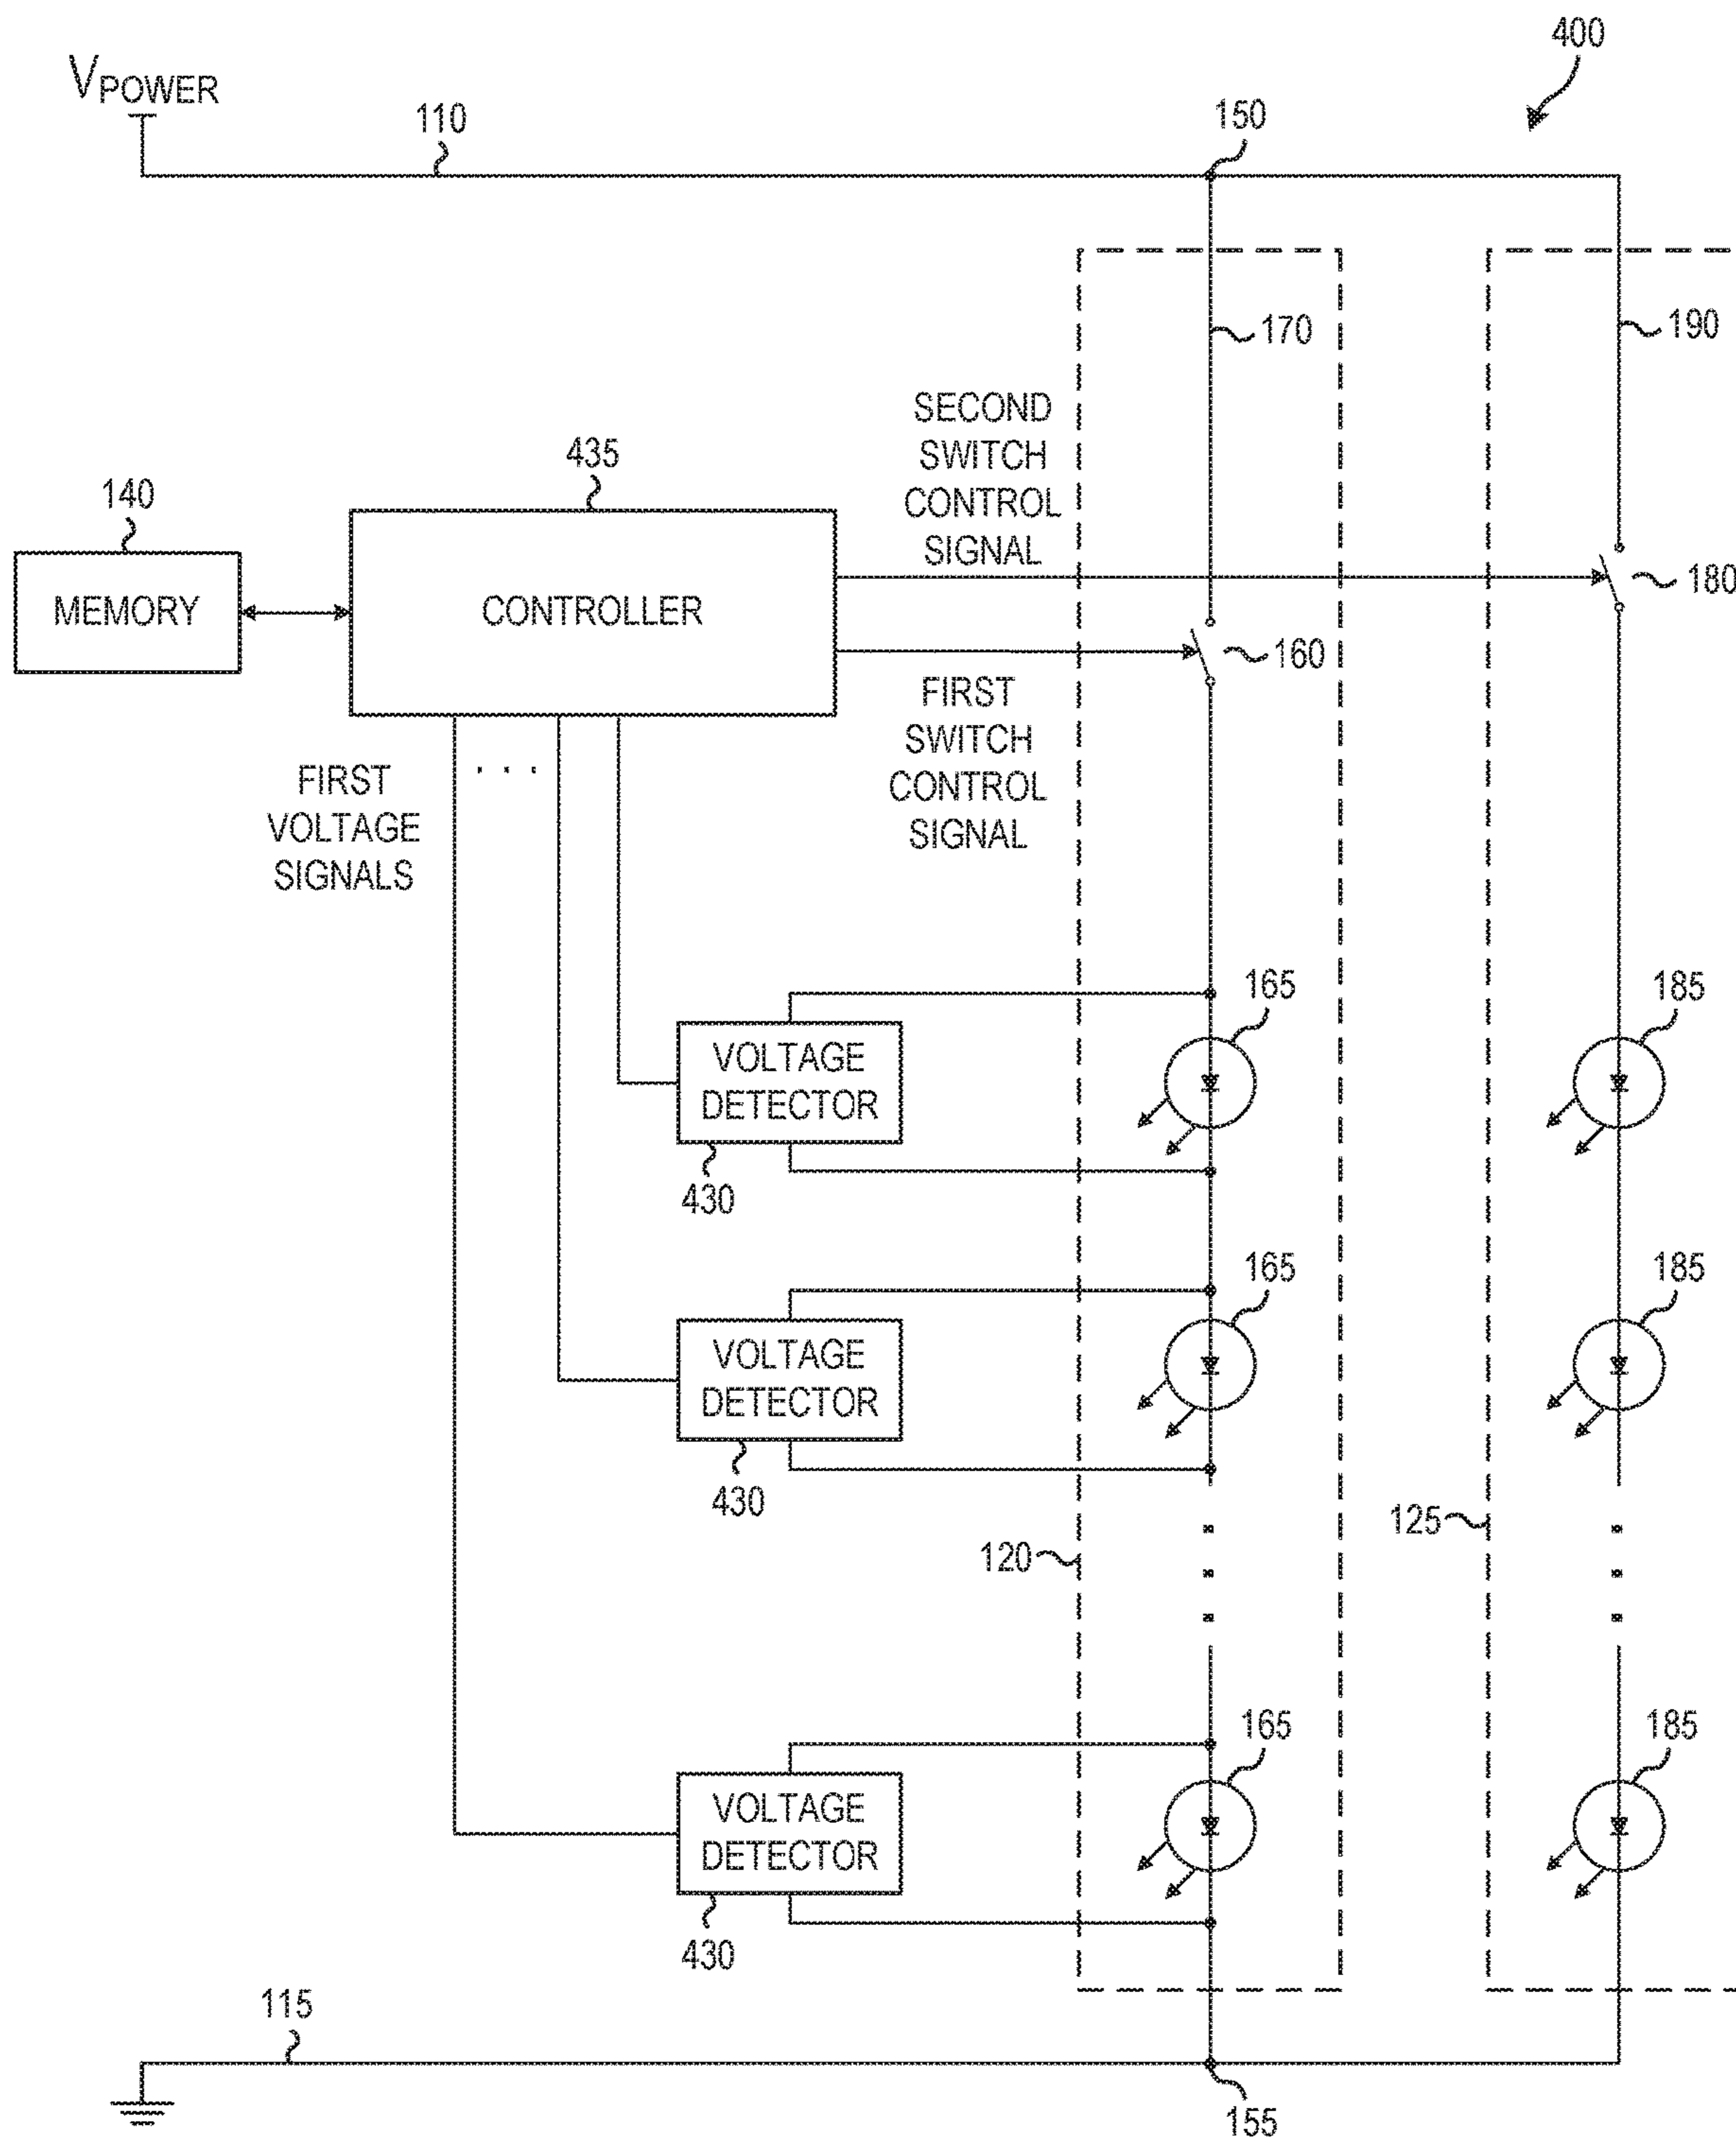 400
VPOWER
110
150
170
190
SECOND
SWITCH
CONTROL
SIGNAL
435
140
MEMORY
CONTROLLER
180
160
FIRST
SWITCH
CONTROL
SIGNAL
FIRST
VOLTAGE
SIGNALS
. . .
165
185
VOLTAGE
DETECTOR
430
165
185
VOLTAGE
DETECTOR
430
125
120
165
185
VOLTAGE
DETECTOR
430
115
155